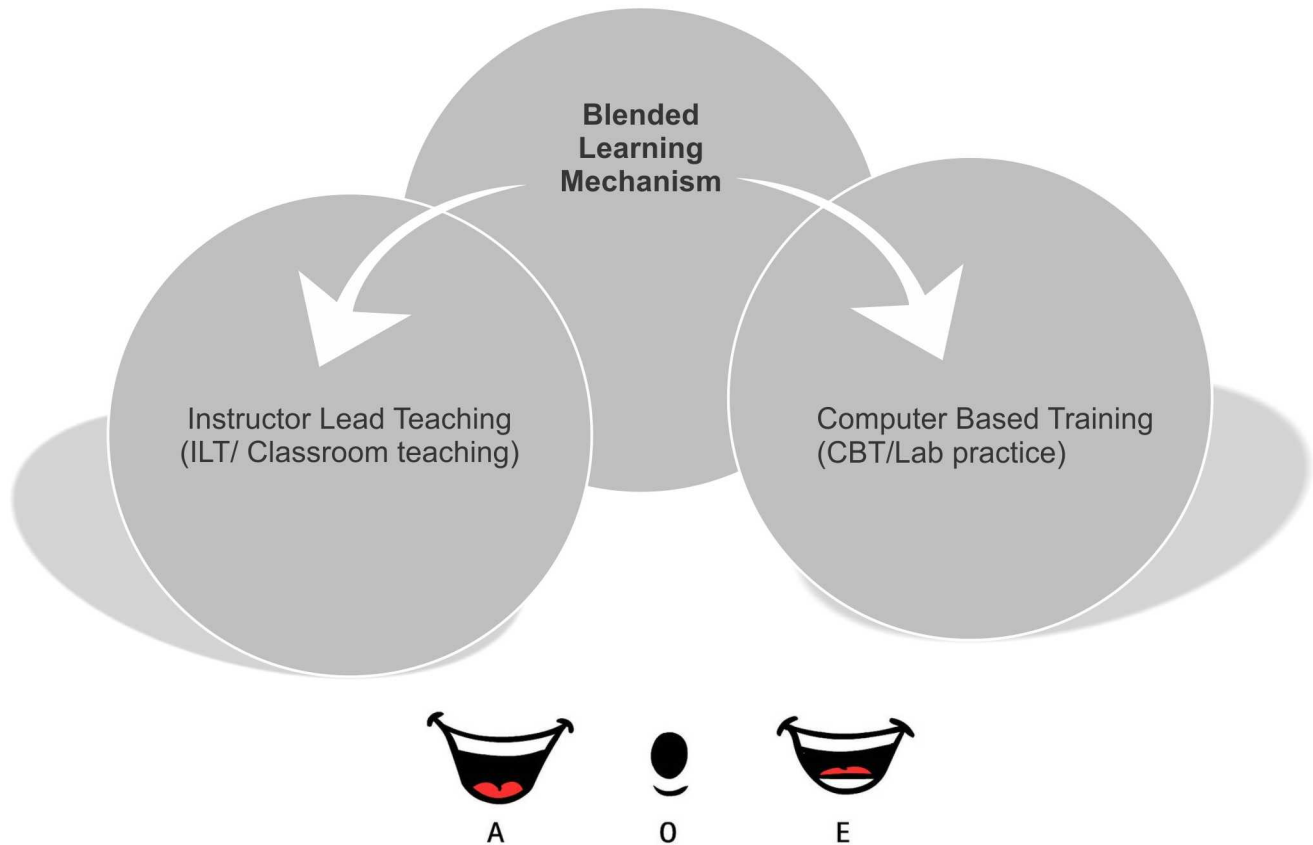 Blended
Learning
Mechanism
Instructor Lead Teaching
(ILT/ Classroom teaching)
Computer Based Training
(CBT/Lab practice)
A O E